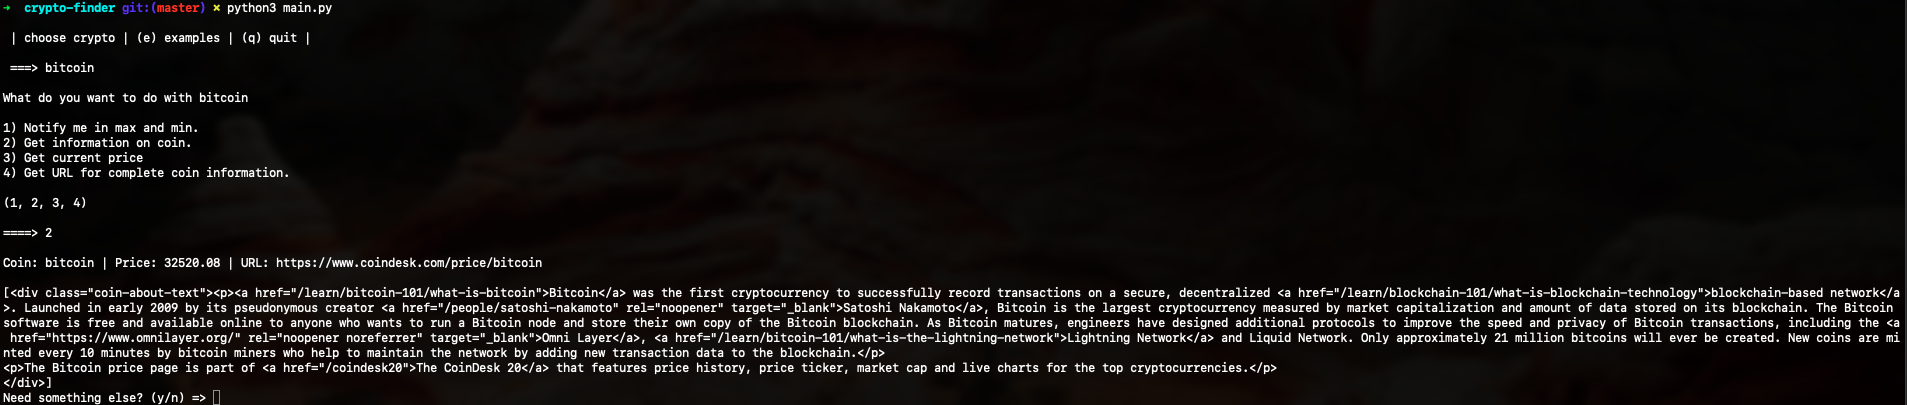 → crypto-finder git:(master) × python3 main.py
| choose crypto | (e) examples | (q) quit |
===> bitcoin
What do you want to do with bitcoin
1) Notify me in max and min.
2) Get information on coin.
3) Get current price
4) Get URL for complete coin information.
(1, 2, 3, 4)
====> 2
Coin: bitcoin | Price: 32520.08 | URL: https://www.coindesk.com/price/bitcoin
[<div class="coin-about-text"><p><a href="/learn/bitcoin-101/what-is-bitcoin">Bitcoin</a> was the first cryptocurrency to successfully record transactions on a secure, decentralized <a href="/learn/blockchain-101/what-is-blockchain-technology">blockchain-based network</a
>. Launched in early 2009 by its pseudonymous creator <a href="/people/satoshi-nakamoto" rel="noopener" target="_blank">Satoshi Nakamoto</a>, Bitcoin is the largest cryptocurrency measured by market capitalization and amount of data stored on its blockchain. The Bitcoin
software is free and available online to anyone who wants to run a Bitcoin node and store their own copy of the Bitcoin blockchain. As Bitcoin matures, engineers have designed additional protocols to improve the speed and privacy of Bitcoin transactions, including the <a
href="https://www.omnilayer.org/" rel="noopener noreferrer" target="_blank">Omni Layer</a>, <a href="/learn/bitcoin-101/what-is-the-lightning-network">Lightning Network</a> and Liquid Network. Only approximately 21 million bitcoins will ever be created. New coins are mi
nted every 10 minutes by bitcoin miners who help to maintain the network by adding new transaction data to the blockchain.</p>
<p>The Bitcoin price page is part of <a href="/coindesk20">The CoinDesk 20</a> that features price history, price ticker, market cap and live charts for the top cryptocurrencies.</p>
</div>]
Need something else? (y/n) =>